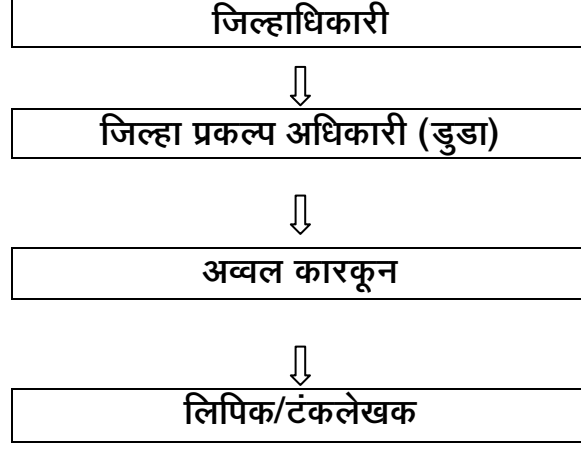 जिल्हाधिकारी
जिल्हा प्रकल्प अधिकारी (डुडा)
अव्वल कारकून
लिपिक/टंकलेखक